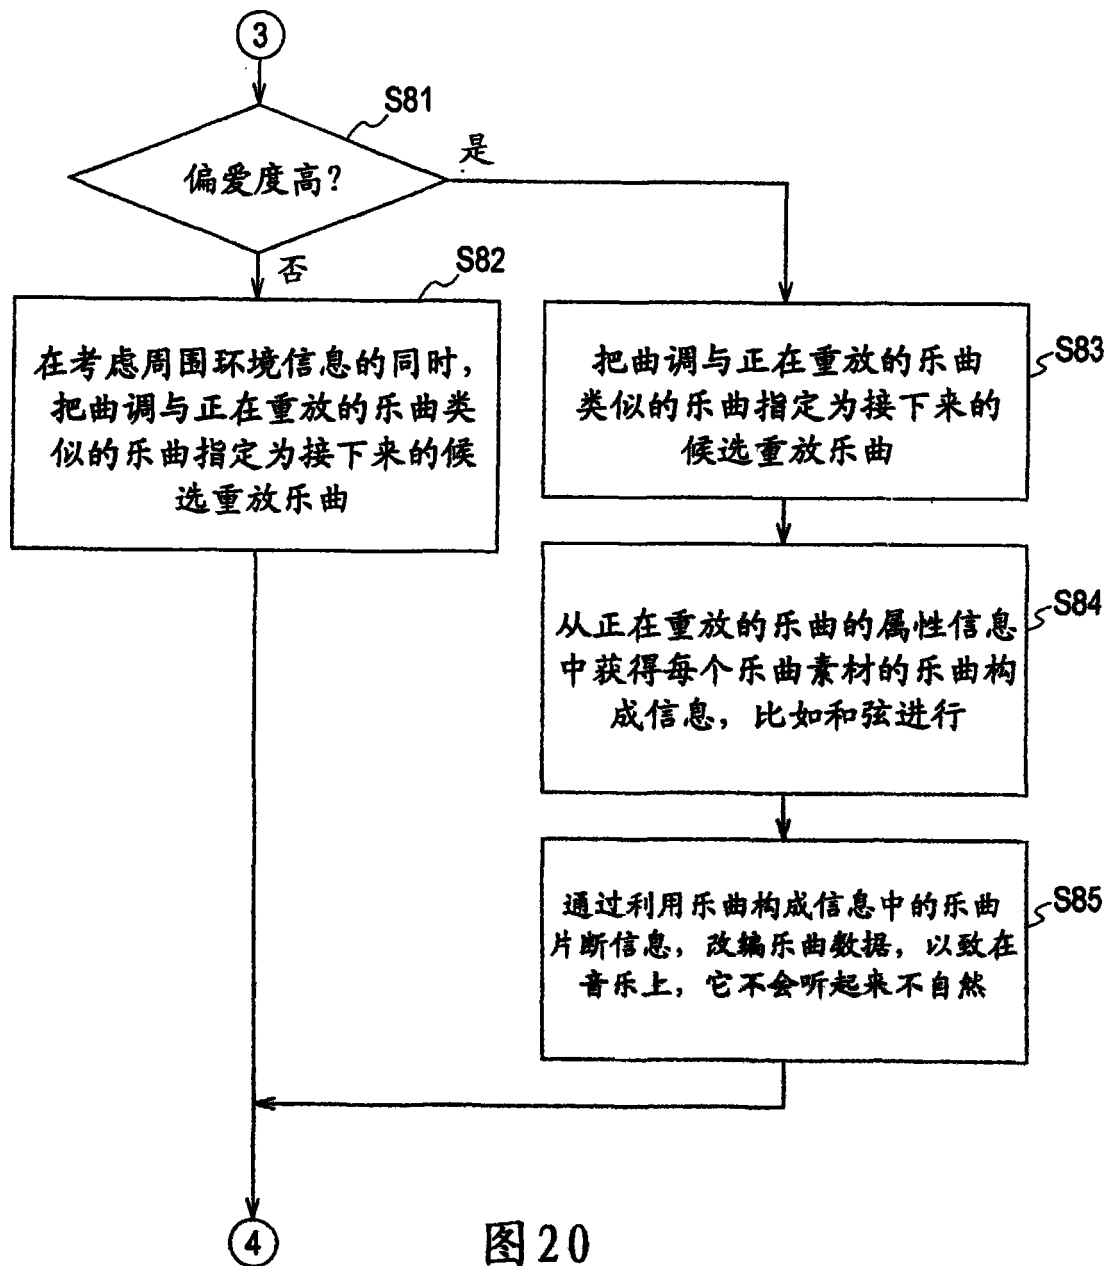 3
S81
偏爱度高？
是
否
S82
在考虑周围环境信息的同时，
把曲调与正在重放的乐曲类
似的乐曲指定为接下来的候
选重放乐曲
S83
把曲调与正在重放的乐曲
类似的乐曲指定为接下来的
候选重放乐曲
S84
从正在重放的乐曲的属性信息
中获得每个乐曲素材的乐曲构
成信息，比如和弦进行
S85
通过利用乐曲构成信息中的乐曲
片断信息，改编乐曲数据，以致在
音乐上，它不会听起来不自然
4
图20